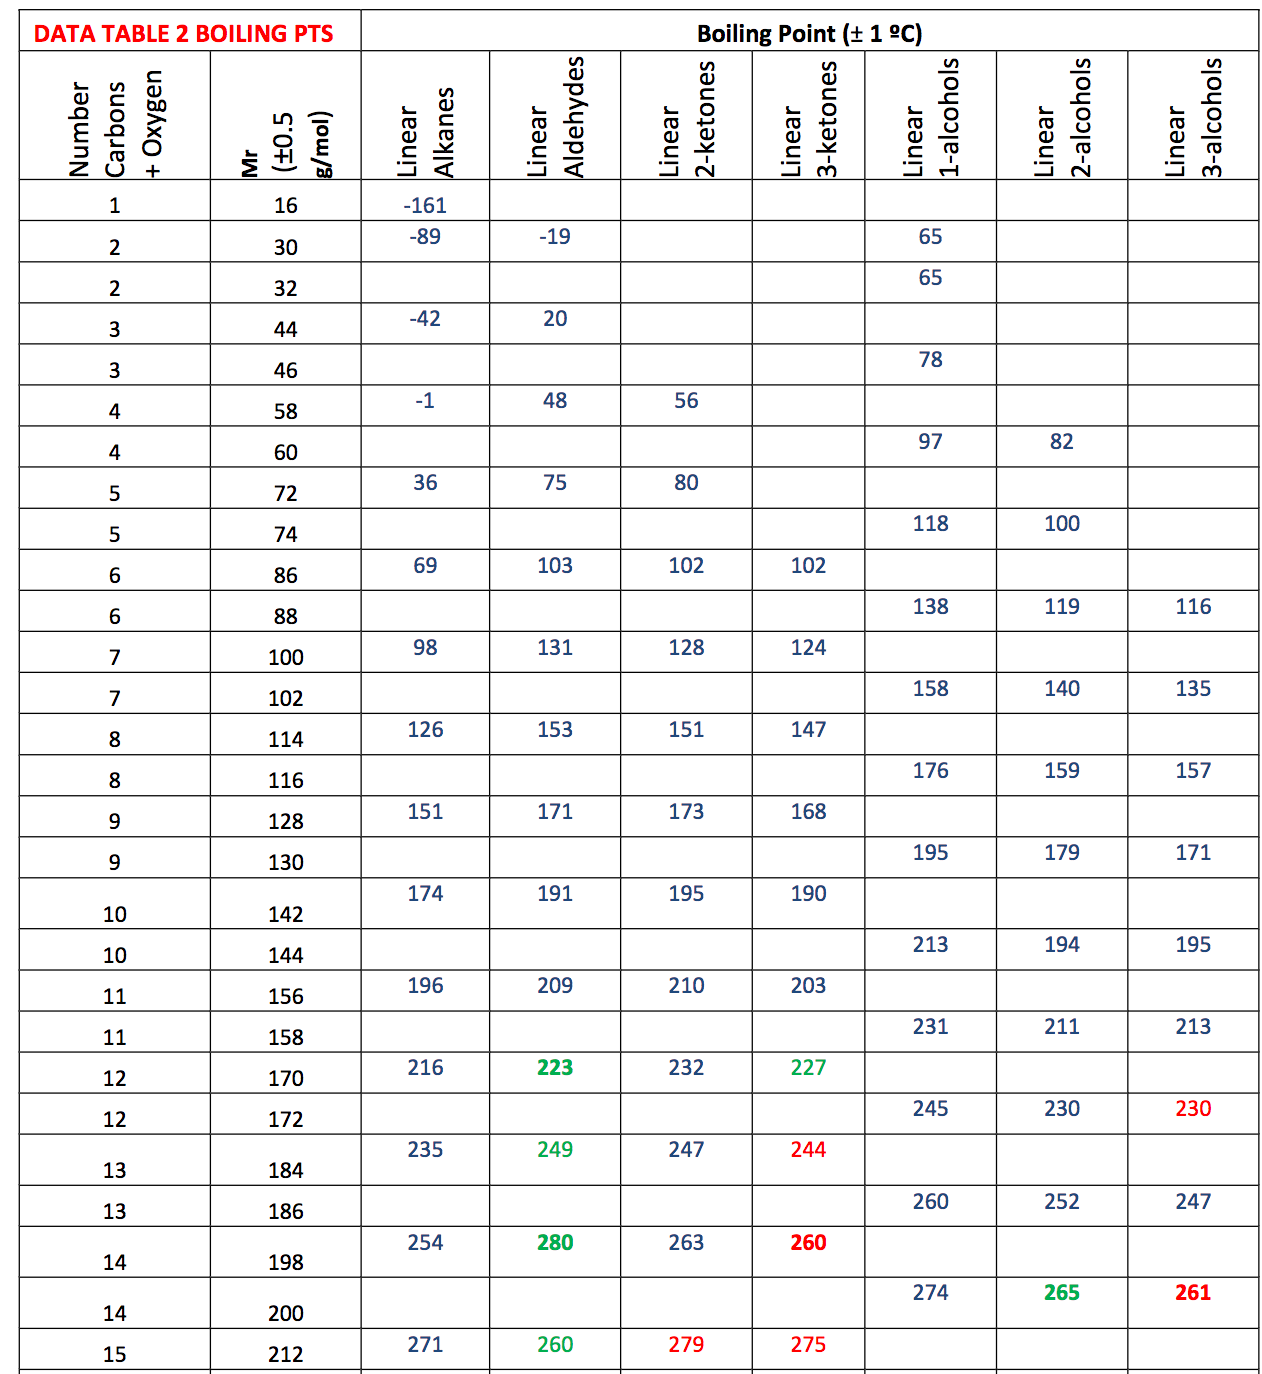 DATA TABLE 2 BOILING PTS Boiling Point (± 1 ºC)
Number Carbons + Oxygen Mr (±0.5 g/mol) Linear Alkanes Linear Aldehydes Linear 2-ketones Linear 3-ketones Linear 1-alcohols Linear 2-alcohols Linear 3-alcohols
1 16 -161
2 30 -89 -19 65
2 32 65
3 44 -42 20
3 46 78
4 58 -1 48 56
4 60 97 82
5 72 36 75 80
5 74 118 100
6 86 69 103 102 102
6 88 138 119 116
7 100 98 131 128 124
7 102 158 140 135
8 114 126 153 151 147
8 116 176 159 157
9 128 151 171 173 168
9 130 195 179 171
10 142 174 191 195 190
10 144 213 194 195
11 156 196 209 210 203
11 158 231 211 213
12 170 216 223 232 227
12 172 245 230 230
13 184 235 249 247 244
13 186 260 252 247
14 198 254 280 263 260
14 200 274 265 261
15 212 271 260 279 275